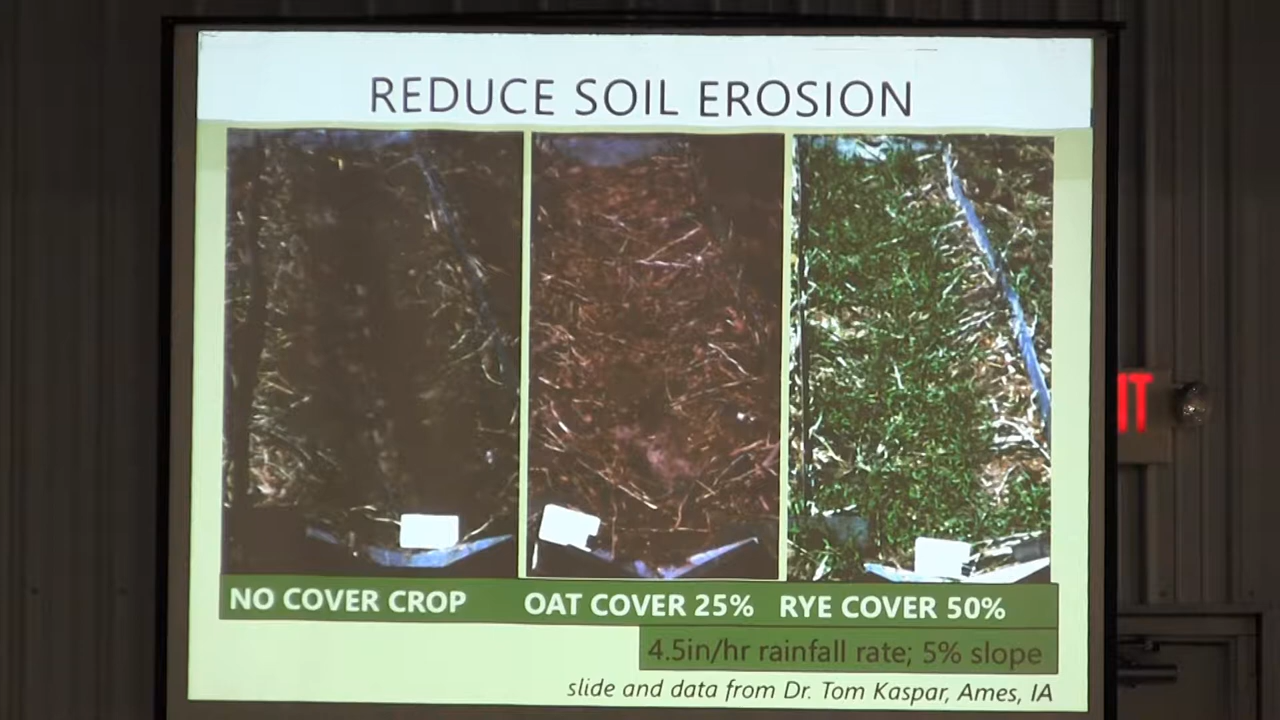 REDUCE SOIL EROSION
NO COVER CROP
OAT COVER 25%
RYE COVER 50%
4.5in/hr rainfall rate; 5% slope
slide and data from Dr. Tom Kaspar, Ames, IA
IT